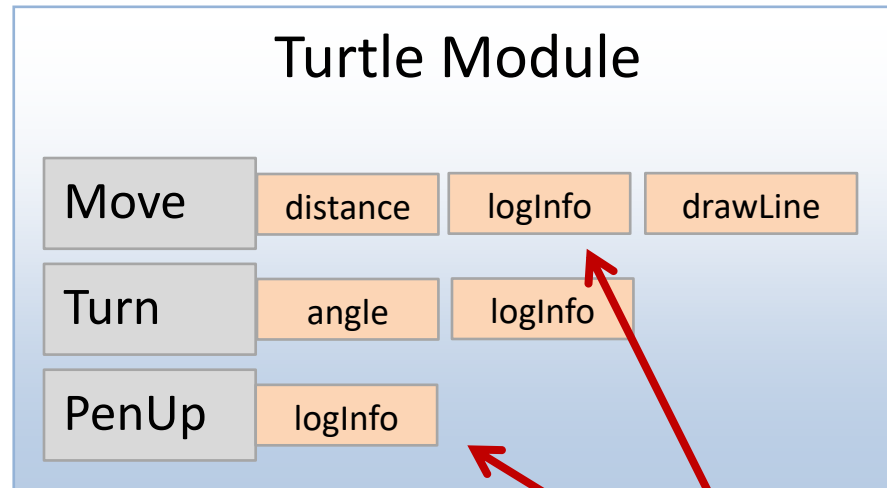 Turtle Module
Move distance logInfo drawLine
Turn angle logInfo
PenUp logInfo